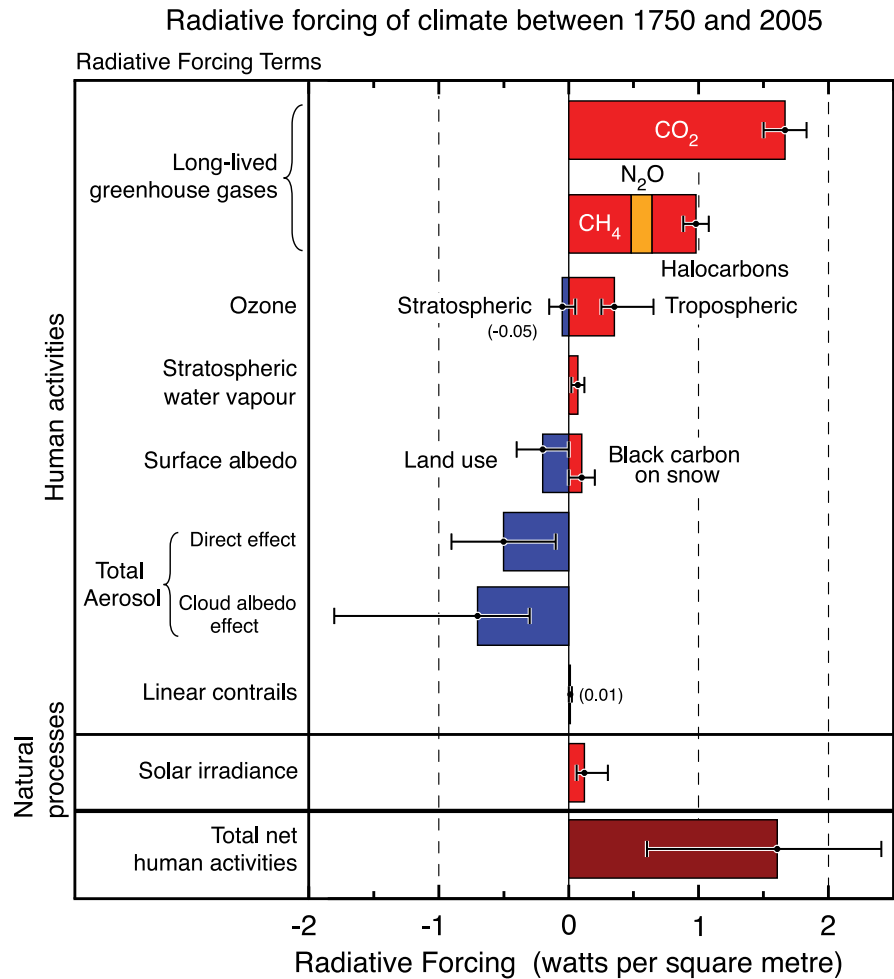 Radiative forcing of climate between 1750 and 2005
Radiative Forcing Terms
Human activities
Long-lived
greenhouse gases
CO₂
N₂O
CH₄
Halocarbons
Ozone
Stratospheric
(-0.05)
Tropospheric
Stratospheric
water vapour
Surface albedo
Land use
Black carbon
on snow
Total
Aerosol
Direct effect
Cloud albedo
effect
Linear contrails
(0.01)
Natural
processes
Solar irradiance
Total net
human activities
-2 -1 0 1 2
Radiative Forcing (watts per square metre)